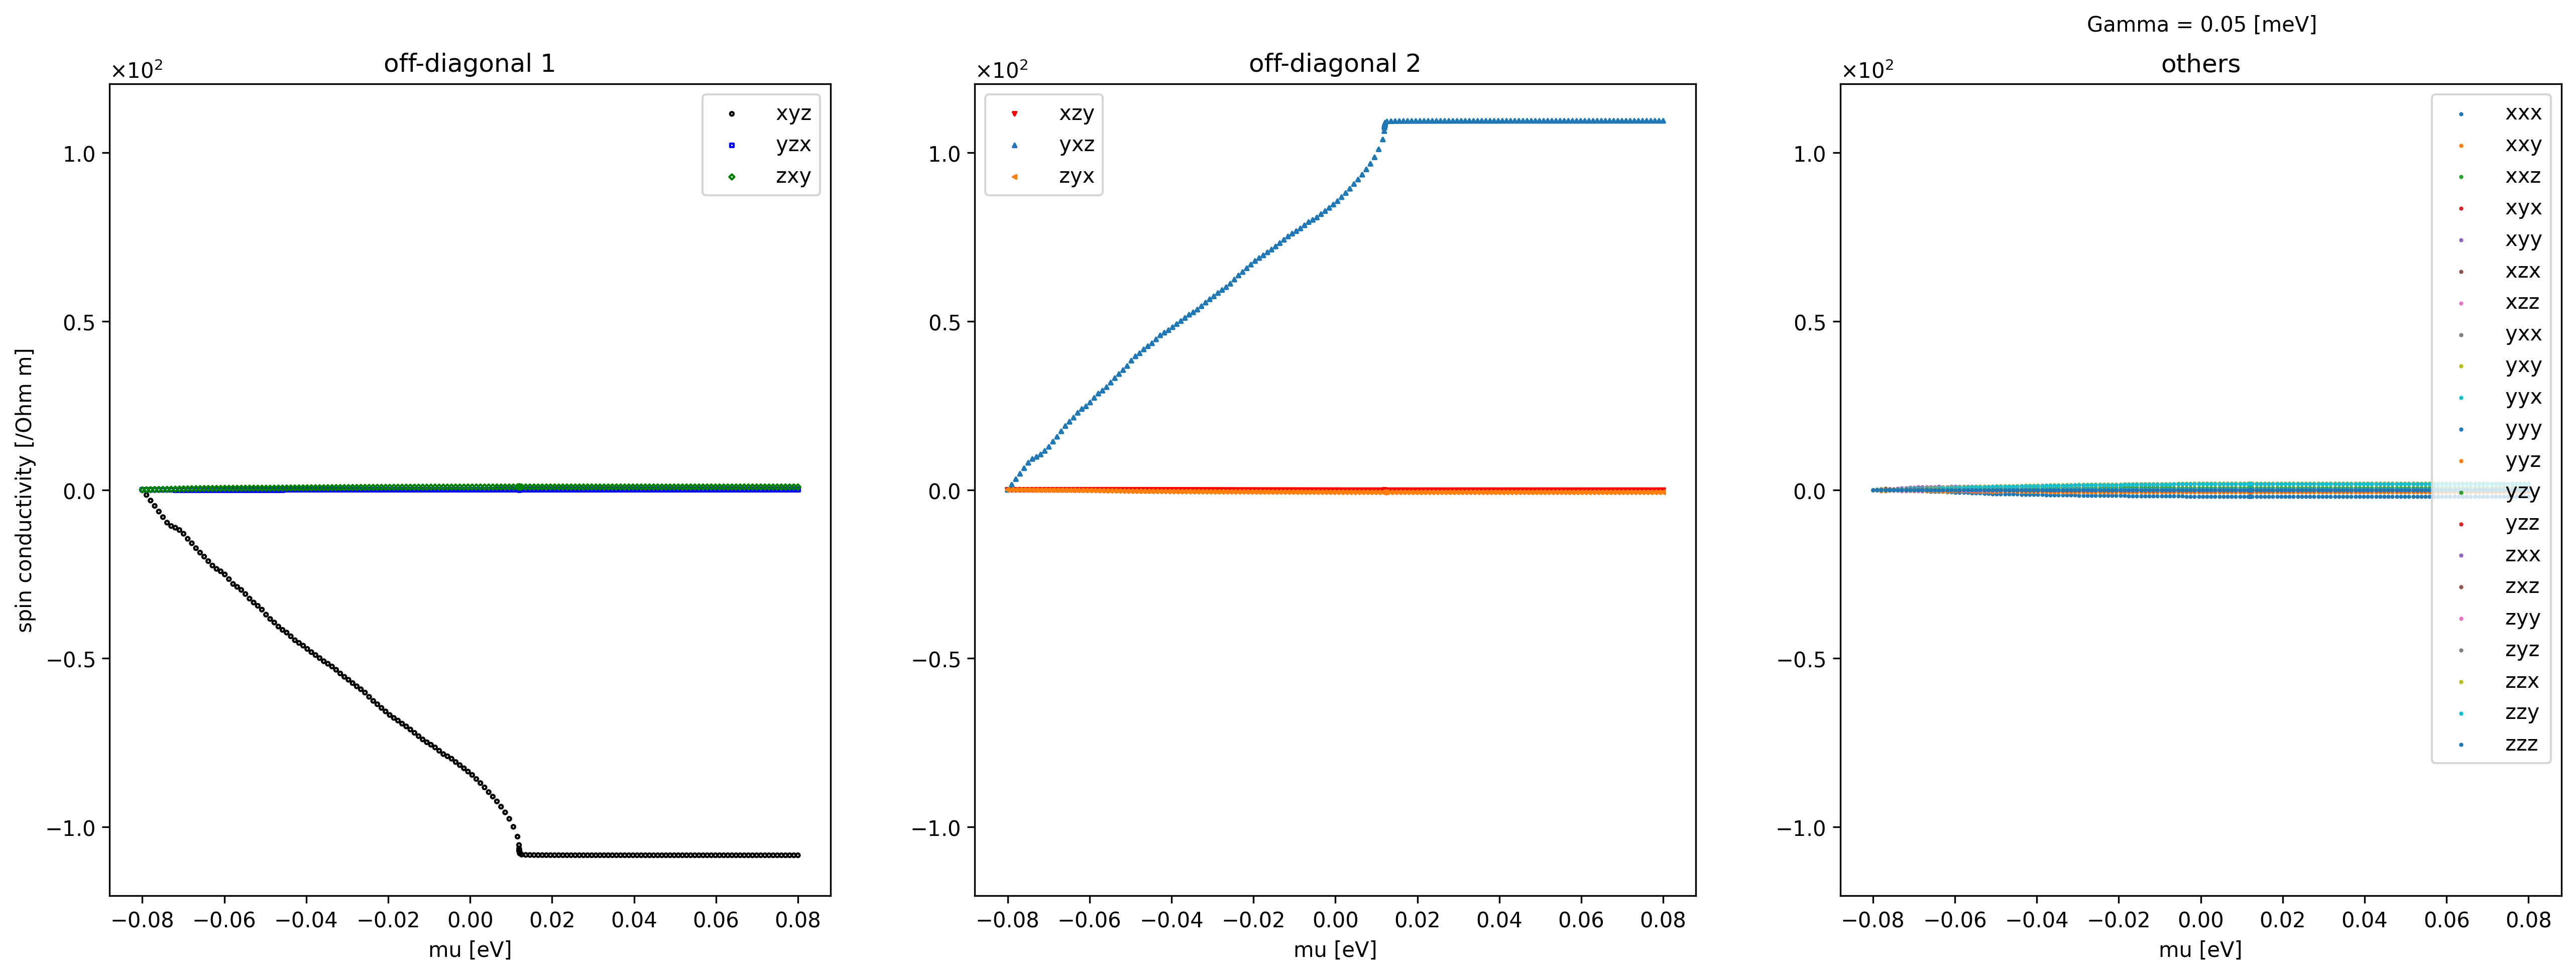 Gamma = 0.05 [meV]
off-diagonal 1
×10²
1.0
0.5
0.0
−0.5
−1.0
spin conductivity [/Ohm m]
xyz
yzx
zxy
−0.08 −0.06 −0.04 −0.02 0.00 0.02 0.04 0.06 0.08
mu [eV]
off-diagonal 2
×10²
1.0
0.5
0.0
−0.5
−1.0
xzy
yxz
zyx
−0.08 −0.06 −0.04 −0.02 0.00 0.02 0.04 0.06 0.08
mu [eV]
others
×10²
1.0
0.5
0.0
−0.5
−1.0
xxx
xxy
xxz
xyx
xyy
xzx
xzz
yxx
yxy
yyx
yyy
yyz
yzy
yzz
zxx
zxz
zyy
zyz
zzx
zzy
zzz
−0.08 −0.06 −0.04 −0.02 0.00 0.02 0.04 0.06 0.08
mu [eV]